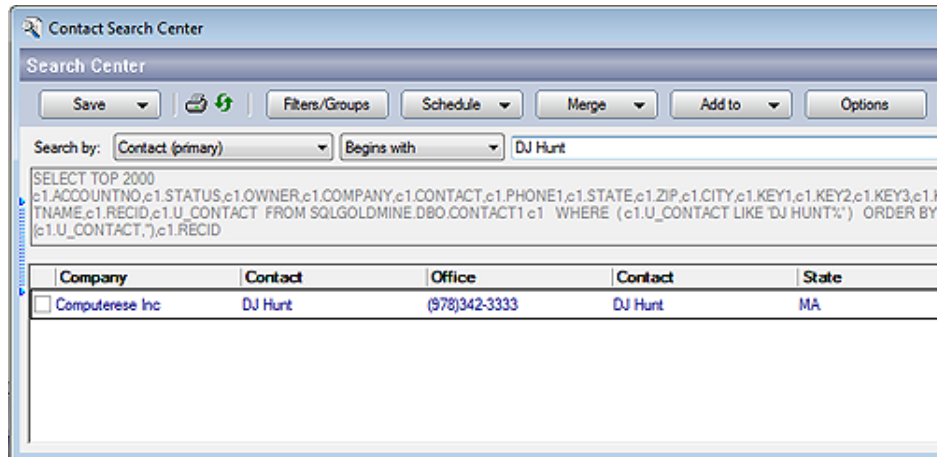 Contact Search Center
Search Center
Save Filters/Groups Schedule Merge Add to Options
Search by: Contact (primary) Begins with DJ Hunt
SELECT TOP 2000
c1.ACCOUNTNO,c1.STATUS,c1.OWNER,c1.COMPANY,c1.CONTACT,c1.PHONE1,c1.STATE,c1.ZIP,c1.CITY,c1.KEY1,c1.KEY2,c1.KEY3,c1.
TNAME,c1.RECID,c1.U_CONTACT FROM SQLGOLDMINE.DBO.CONTACT1 c1 WHERE ( c1.U_CONTACT LIKE 'DJ HUNT%' ) ORDER BY
(c1.U_CONTACT,''),c1.RECID
Company Contact Office Contact State
Computerese Inc DJ Hunt (978)342-3333 DJ Hunt MA